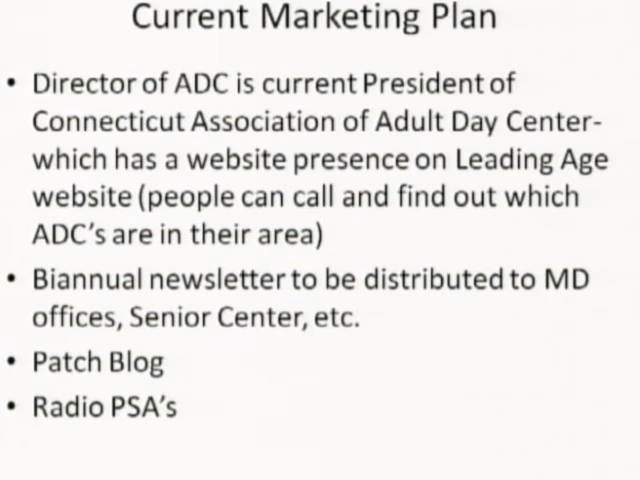 Current Marketing Plan
• Director of ADC is current President of
Connecticut Association of Adult Day Center-
which has a website presence on Leading Age
website (people can call and find out which
ADC's are in their area)
• Biannual newsletter to be distributed to MD
offices, Senior Center, etc.
• Patch Blog
• Radio PSA's